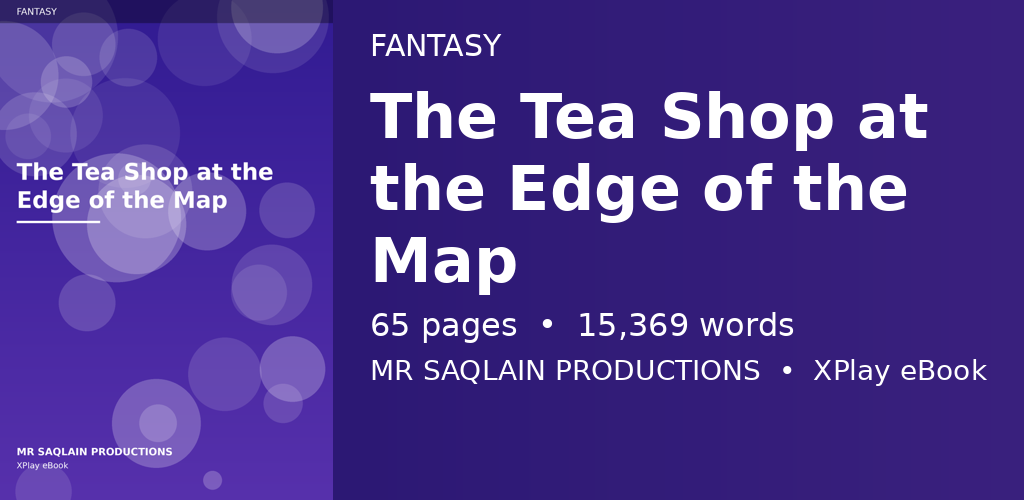 FANTASY
The Tea Shop at the
Edge of the Map
MR SAQLAIN PRODUCTIONS
XPlay eBook
FANTASY
The Tea Shop at
the Edge of the
Map
65 pages • 15,369 words
MR SAQLAIN PRODUCTIONS • XPlay eBook